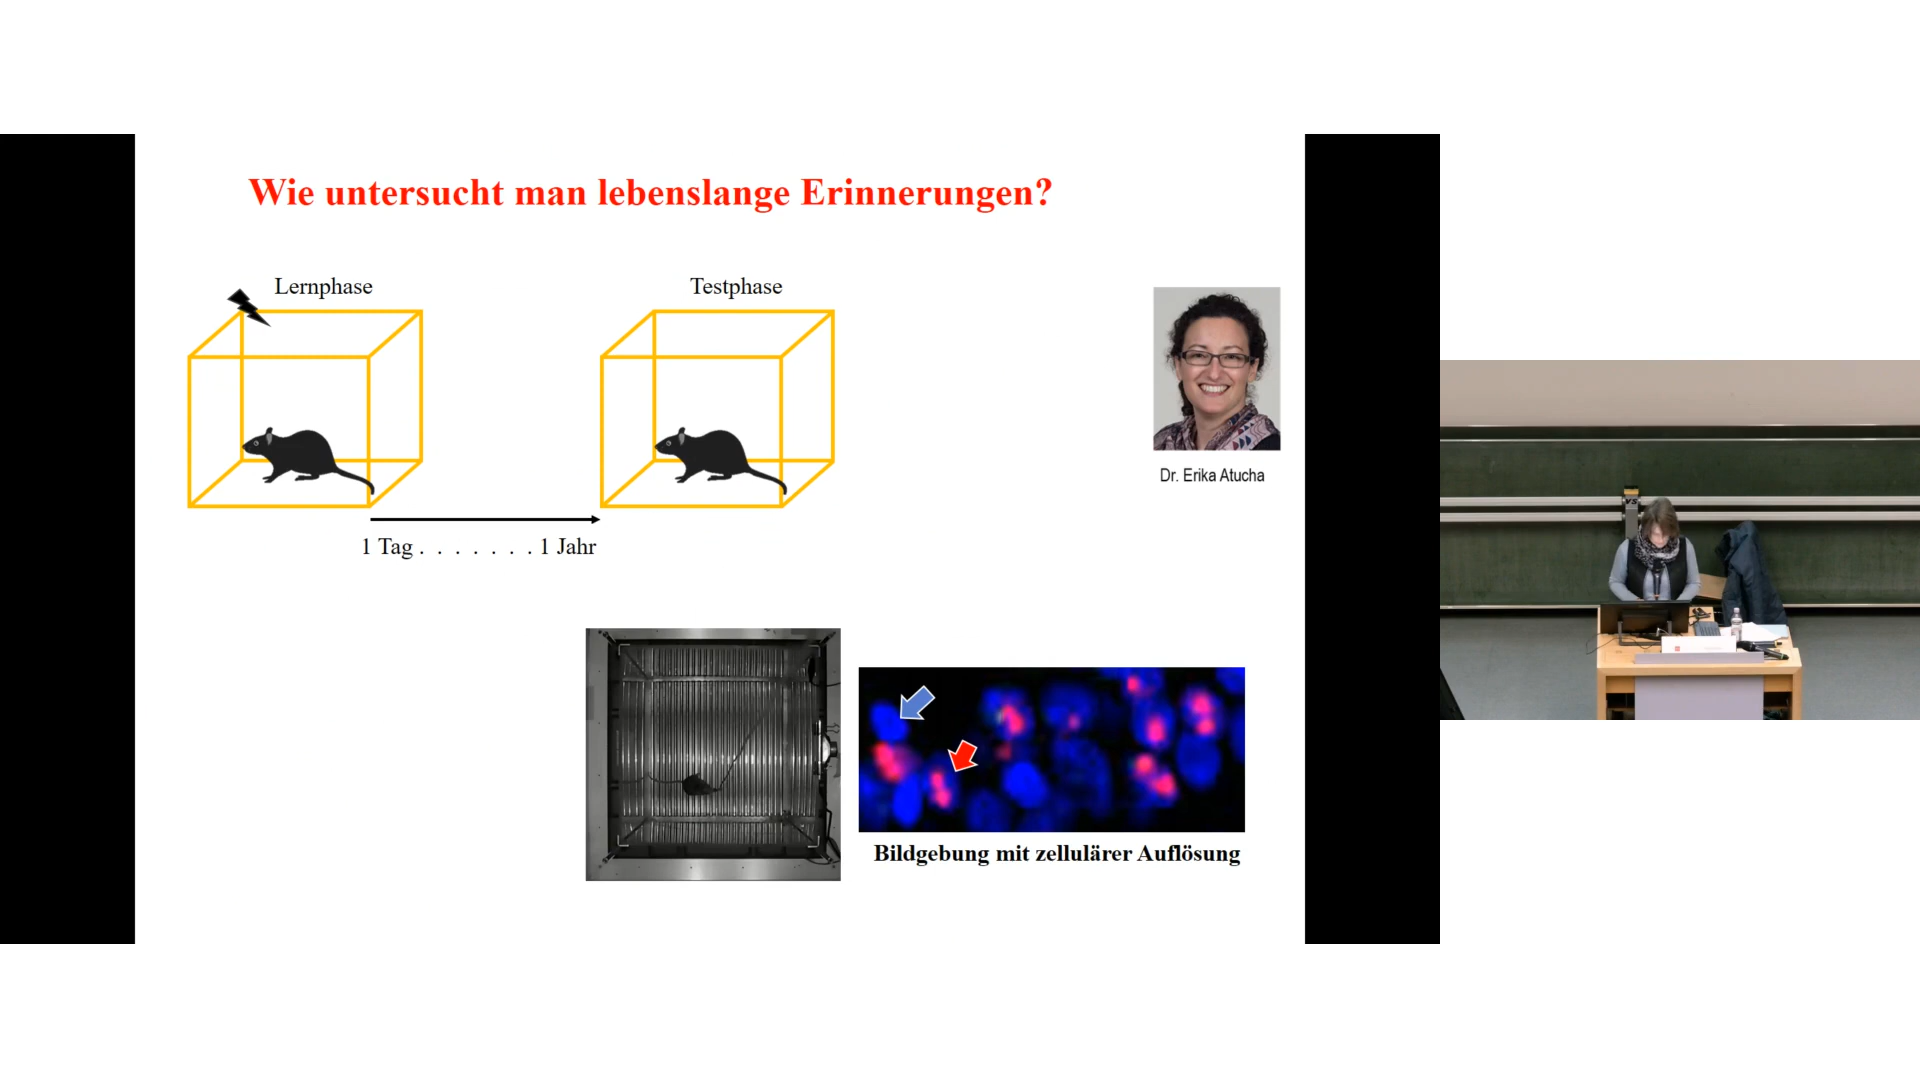 Wie untersucht man lebenslange Erinnerungen?
Lernphase
Testphase
1 Tag . . . . . . . 1 Jahr
Dr. Erika Atucha
Bildgebung mit zellulärer Auflösung